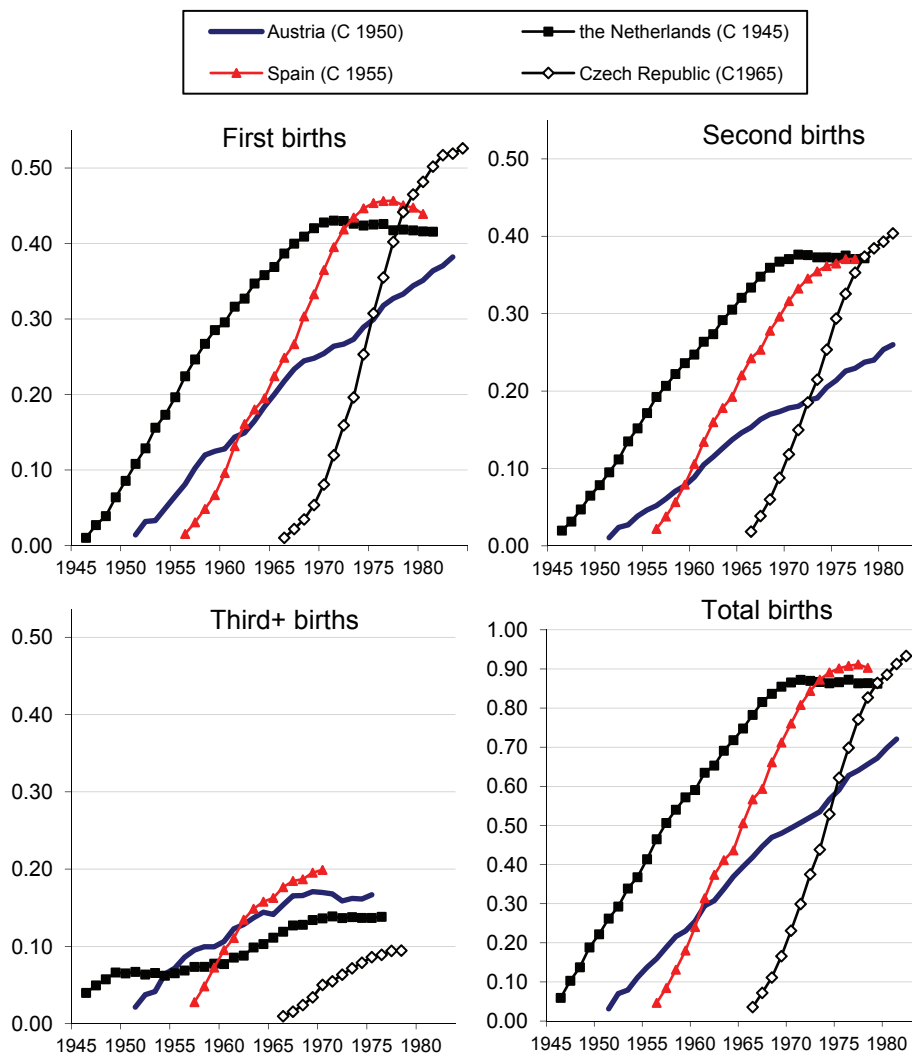 Austria (C 1950)
the Netherlands (C 1945)
Spain (C 1955)
Czech Republic (C1965)
First births
0.50
0.40
0.30
0.20
0.10
0.00
1945 1950 1955 1960 1965 1970 1975 1980
Second births
0.50
0.40
0.30
0.20
0.10
0.00
1945 1950 1955 1960 1965 1970 1975 1980
Third+ births
0.50
0.40
0.30
0.20
0.10
0.00
1945 1950 1955 1960 1965 1970 1975 1980
Total births
1.00
0.90
0.80
0.70
0.60
0.50
0.40
0.30
0.20
0.10
0.00
1945 1950 1955 1960 1965 1970 1975 1980